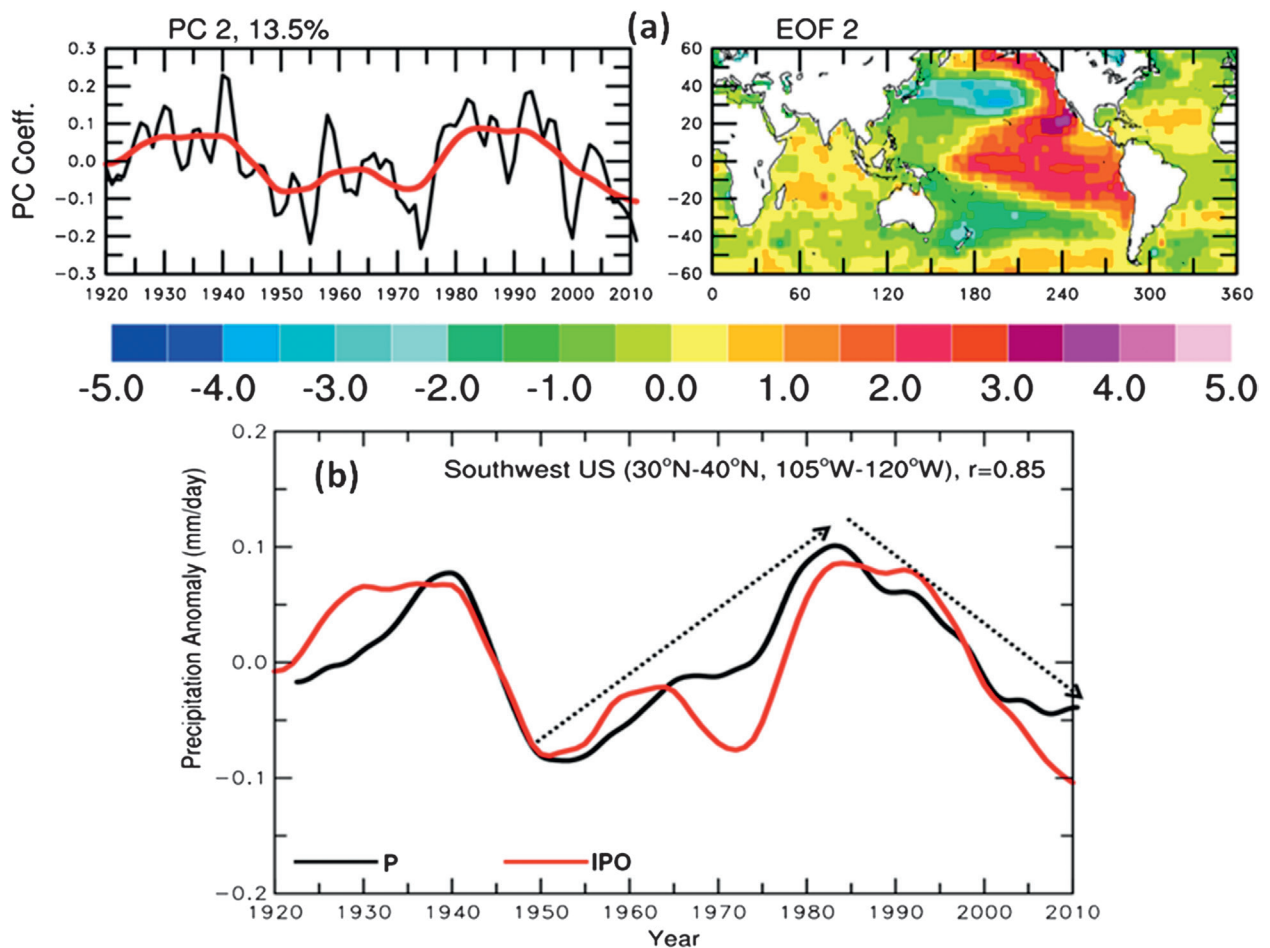 PC 2, 13.5% (a) EOF 2
PC Coeff.
0.3
0.2
0.1
0.0
−0.1
−0.2
−0.3
1920 1930 1940 1950 1960 1970 1980 1990 2000 2010
60
40
20
0
−20
−40
−60
0 60 120 180 240 300 360
-5.0 -4.0 -3.0 -2.0 -1.0 0.0 1.0 2.0 3.0 4.0 5.0
(b) Southwest US (30°N-40°N, 105°W-120°W), r=0.85
Precipitation Anomaly (mm/day)
0.2
0.1
0.0
−0.1
−0.2
P IPO
1920 1930 1940 1950 1960 1970 1980 1990 2000 2010
Year